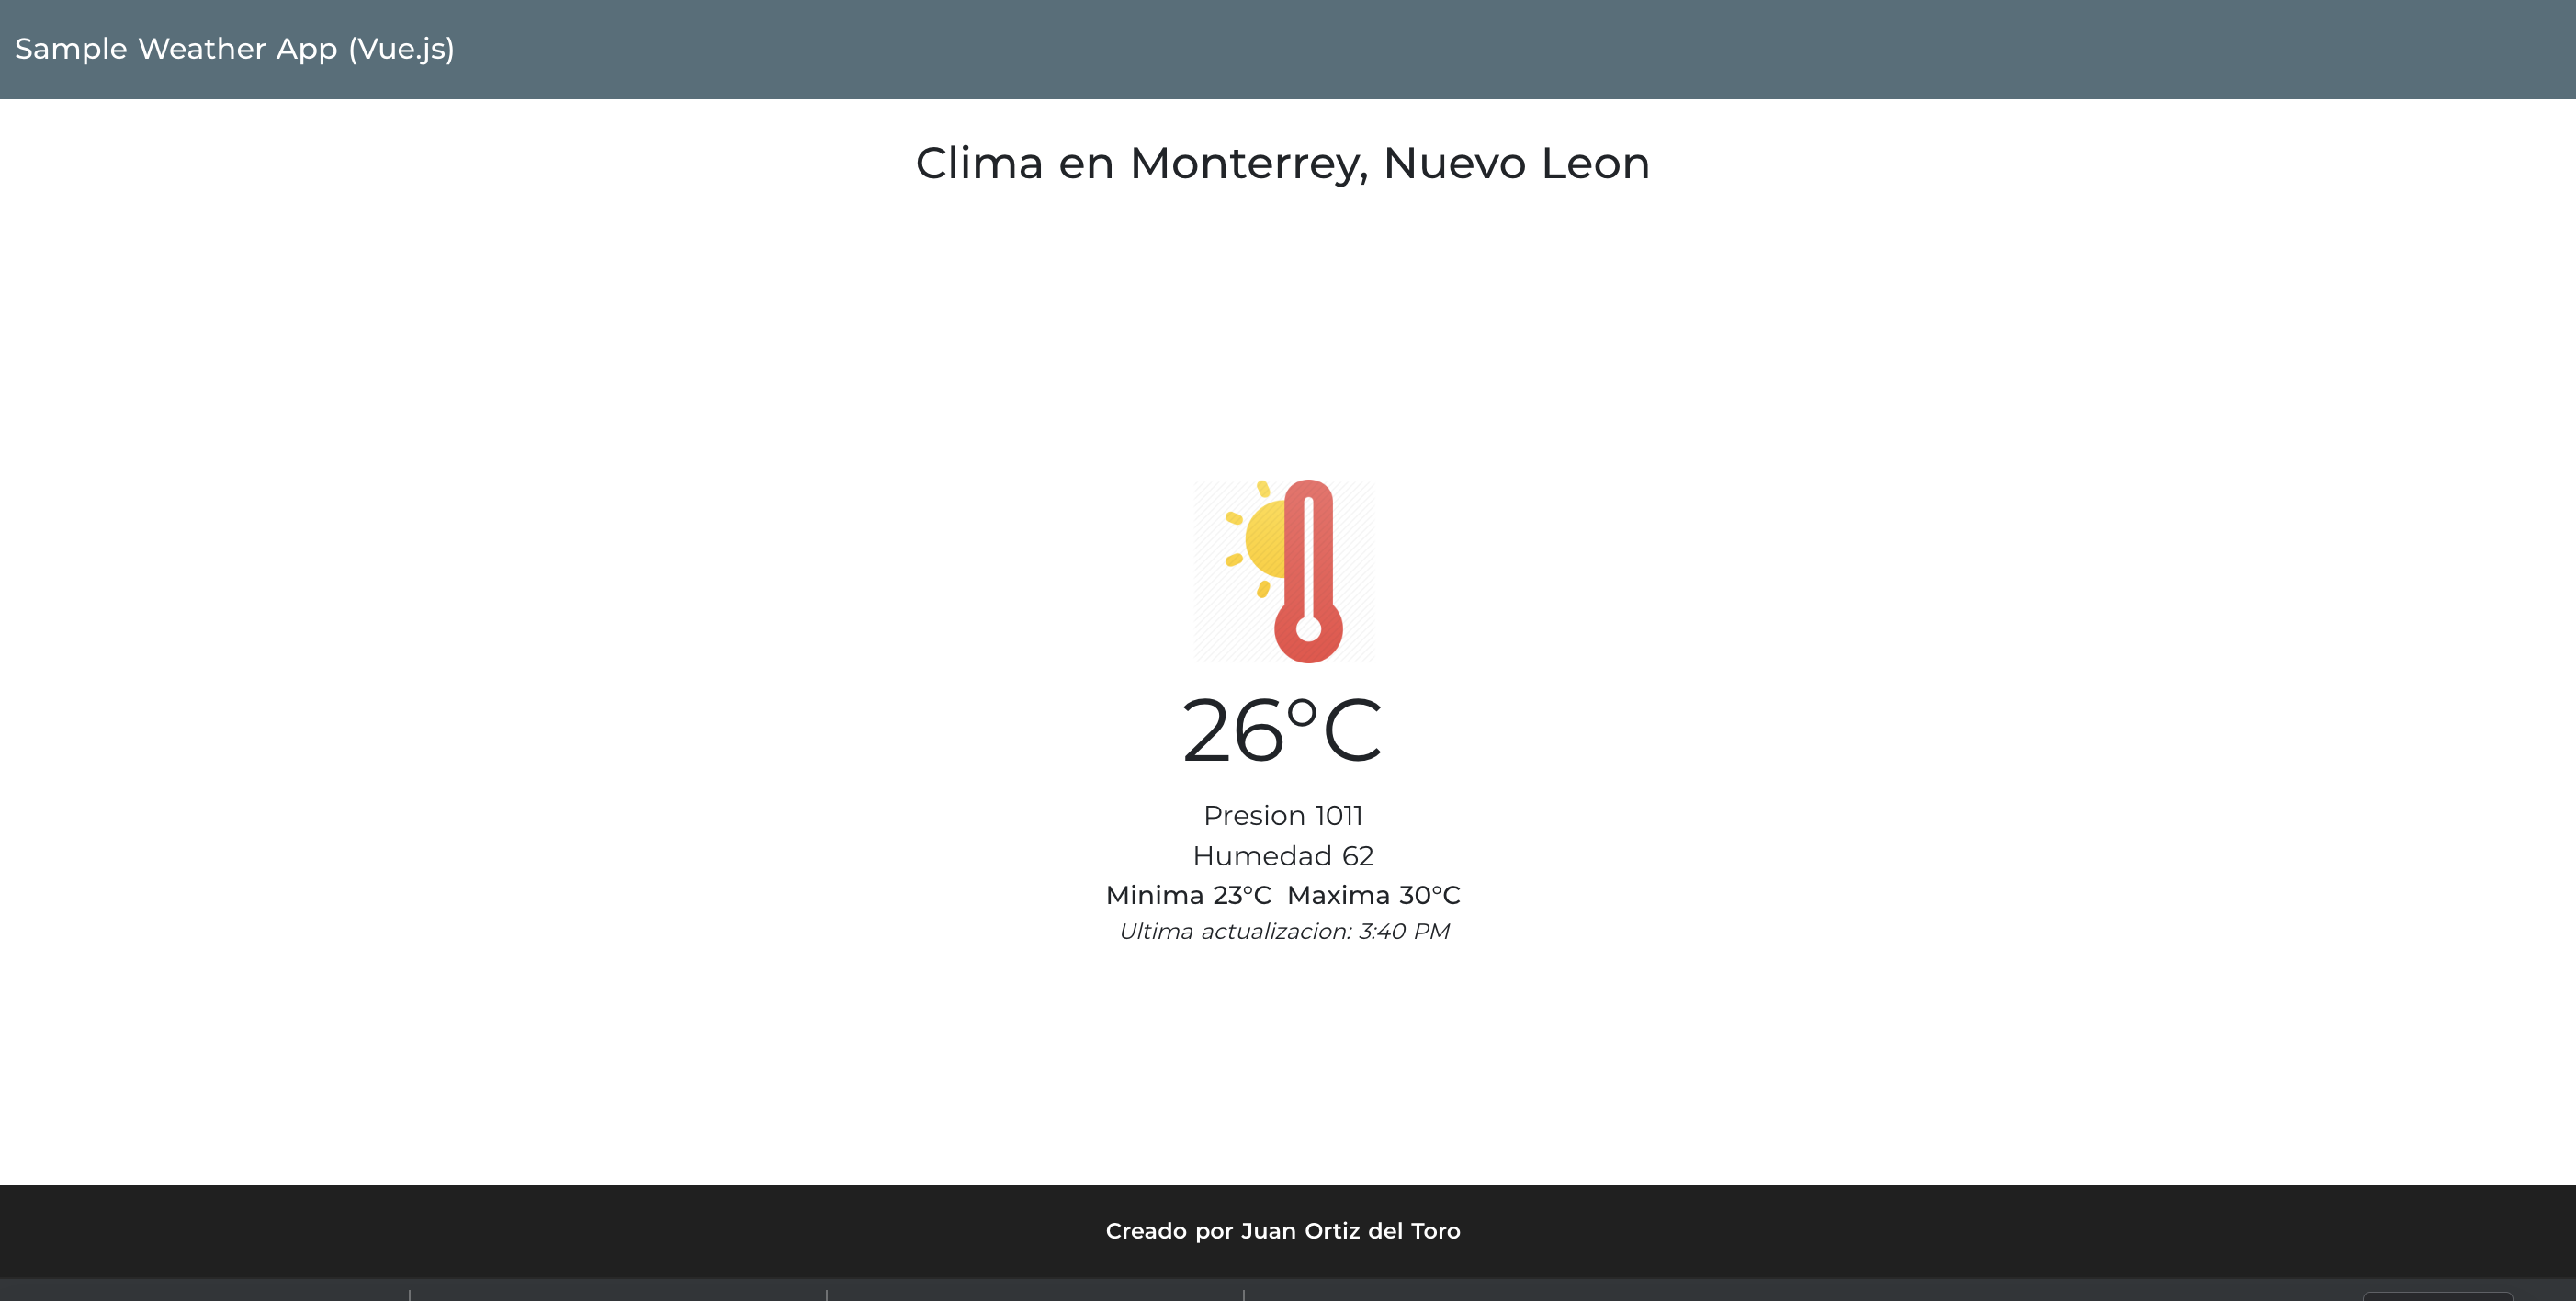 Sample Weather App (Vue.js)
Clima en Monterrey, Nuevo Leon
26°C
Presion 1011
Humedad 62
Minima 23°C Maxima 30°C
Ultima actualizacion: 3:40 PM
Creado por Juan Ortiz del Toro